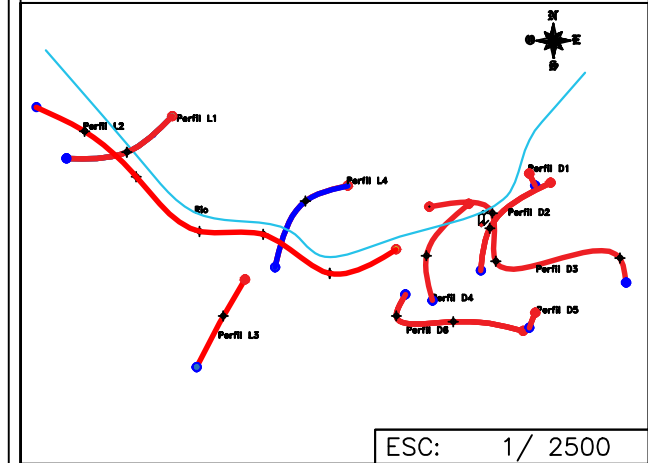 N
O E
S
Perfil L2
Perfil L1
Perfil D1
Perfil L4
Rio
Perfil D2
Perfil D3
Perfil D4
Perfil D5
Perfil D6
Perfil L3
ESC: 1/ 2500